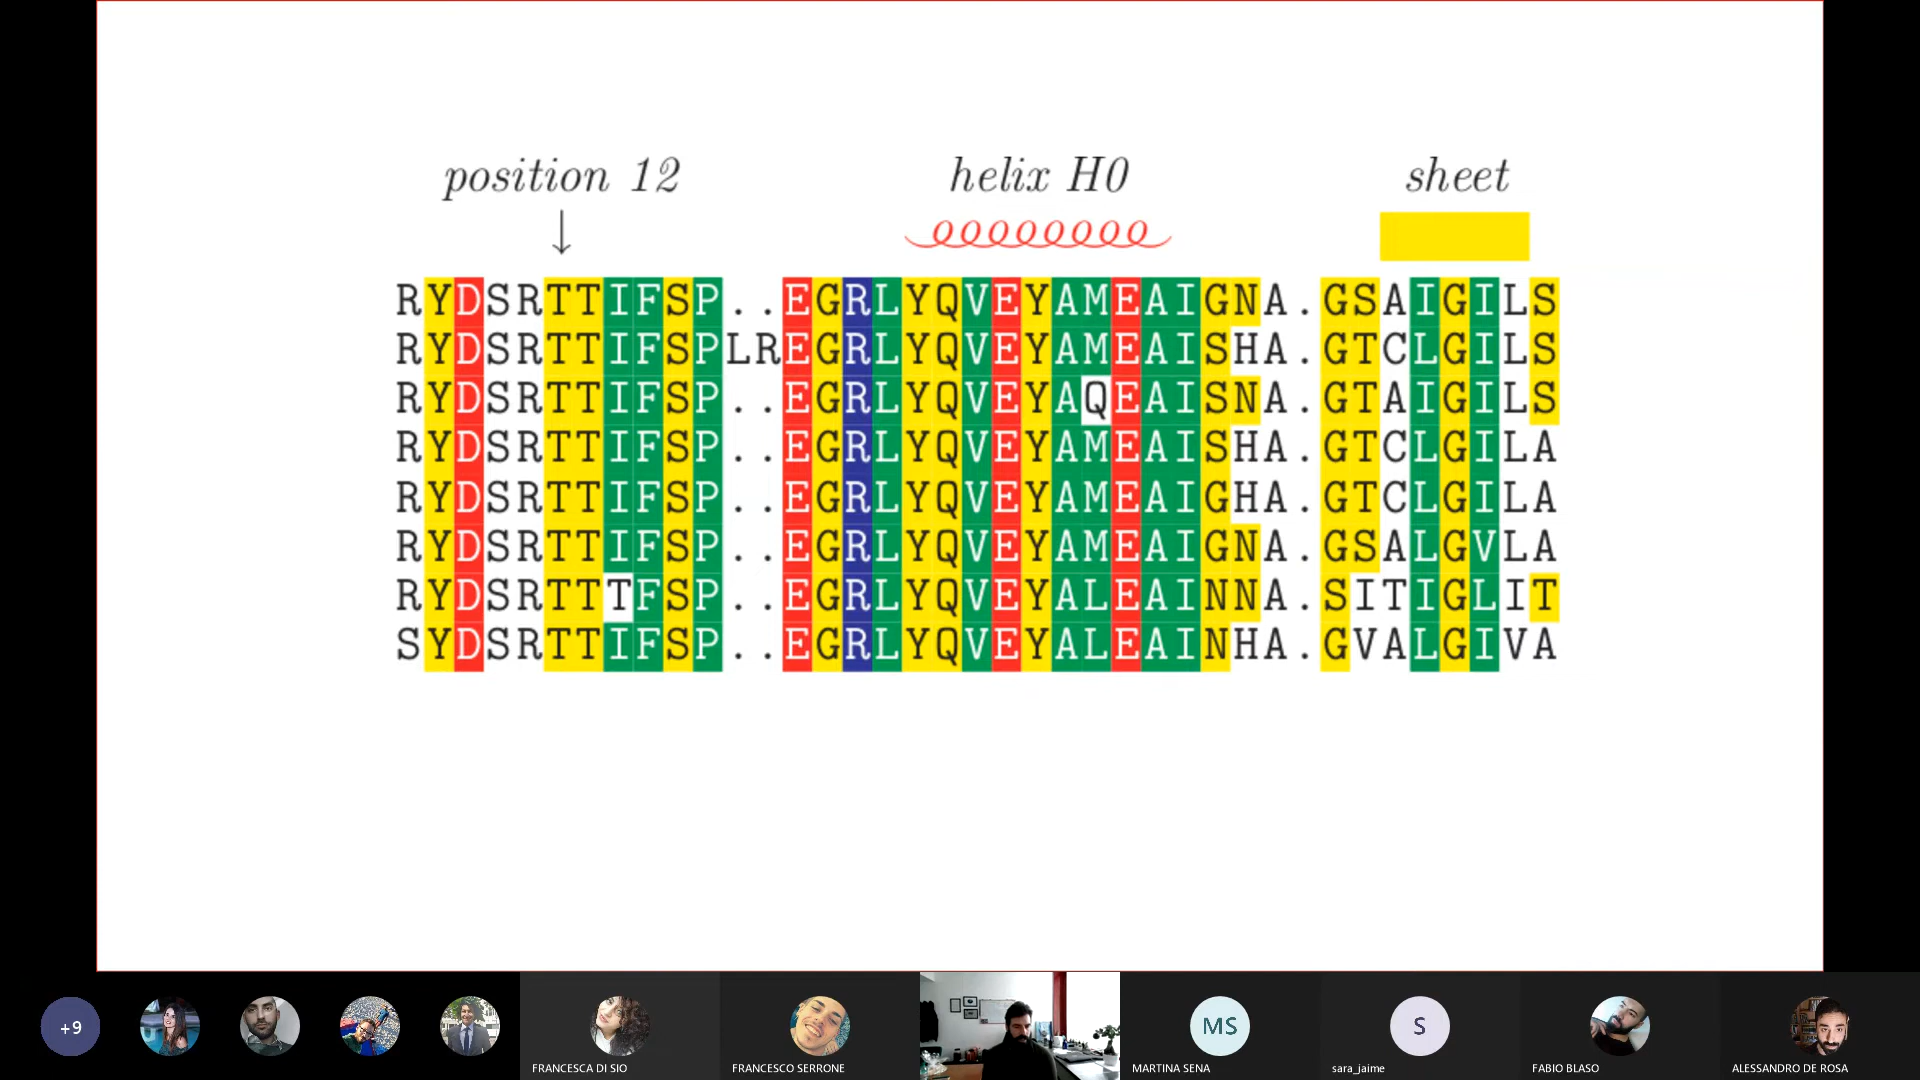 position 12 helix H0 sheet
RYDSRTTIFSP..EGRLYQVEYAMEAIGNA.GSAIGILS
RYDSRTTIFSPLREGRLYQVEYAMEAISHA.GTCLGILS
RYDSRTTIFSP..EGRLYQVEYAQEAISNA.GTAIGILS
RYDSRTTIFSP..EGRLYQVEYAMEAISHA.GTCLGILA
RYDSRTTIFSP..EGRLYQVEYAMEAIGHA.GTCLGILA
RYDSRTTIFSP..EGRLYQVEYAMEAIGNA.GSALGVLA
RYDSRTTTFSP..EGRLYQVEYALEAINNA.SITIGLIT
SYDSRTTIFSP..EGRLYQVEYALEAINHA.GVALGIVA
+9 MS S
FRANCESCA DI SIO FRANCESCO SERRONE MARTINA SENA sara_jaime FABIO BLASO ALESSANDRO DE ROSA